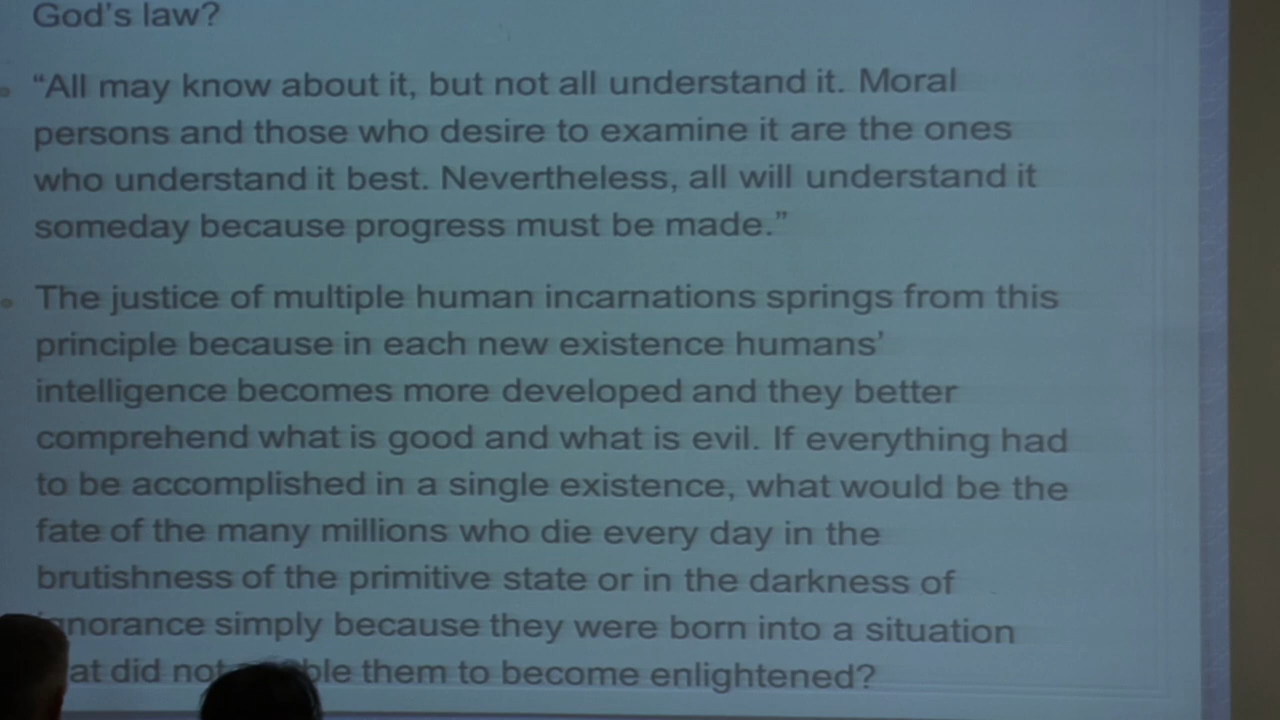 God's law?
“All may know about it, but not all understand it. Moral
persons and those who desire to examine it are the ones
who understand it best. Nevertheless, all will understand it
someday because progress must be made.”
The justice of multiple human incarnations springs from this
principle because in each new existence humans’
intelligence becomes more developed and they better
comprehend what is good and what is evil. If everything had
to be accomplished in a single existence, what would be the
fate of the many millions who die every day in the
brutishness of the primitive state or in the darkness of
ignorance simply because they were born into a situation
did not them to become enlightened?